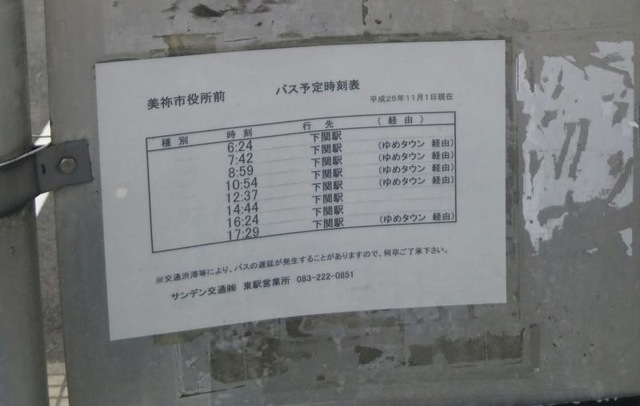 美祢市役所前 バス予定時刻表
平成25年11月1日現在
種別 時刻 行先 (経由)
6:24 下関駅
7:42 下関駅 (ゆめタウン 経由)
8:59 下関駅 (ゆめタウン 経由)
10:54 下関駅 (ゆめタウン 経由)
12:37 下関駅 (ゆめタウン 経由)
14:44 下関駅
16:24 下関駅
17:29 下関駅 (ゆめタウン 経由)
※交通渋滞等により、バスの遅延が発生することがありますので、何卒ご了承下さい。
サンデン交通㈱ 東駅営業所 083-222-0851